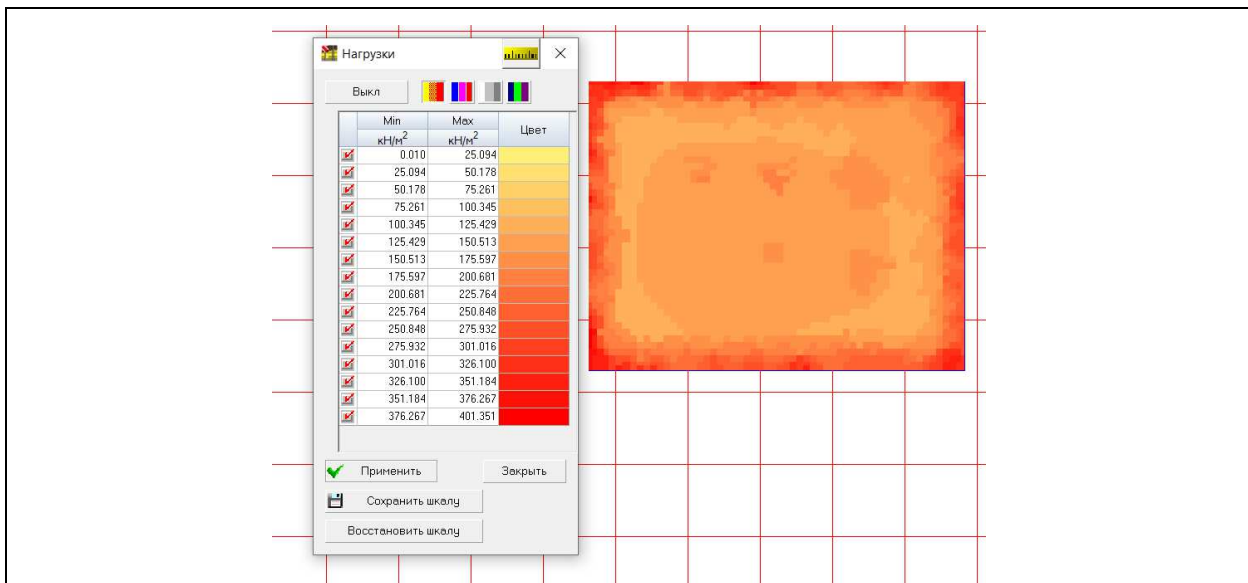 Нагрузки
Выкл
Min Max Цвет
кН/м² кН/м²
0.010 25.094
25.094 50.178
50.178 75.261
75.261 100.345
100.345 125.429
125.429 150.513
150.513 175.597
175.597 200.681
200.681 225.764
225.764 250.848
250.848 275.932
275.932 301.016
301.016 326.100
326.100 351.184
351.184 376.267
376.267 401.351
Применить Закрыть
Сохранить шкалу
Восстановить шкалу